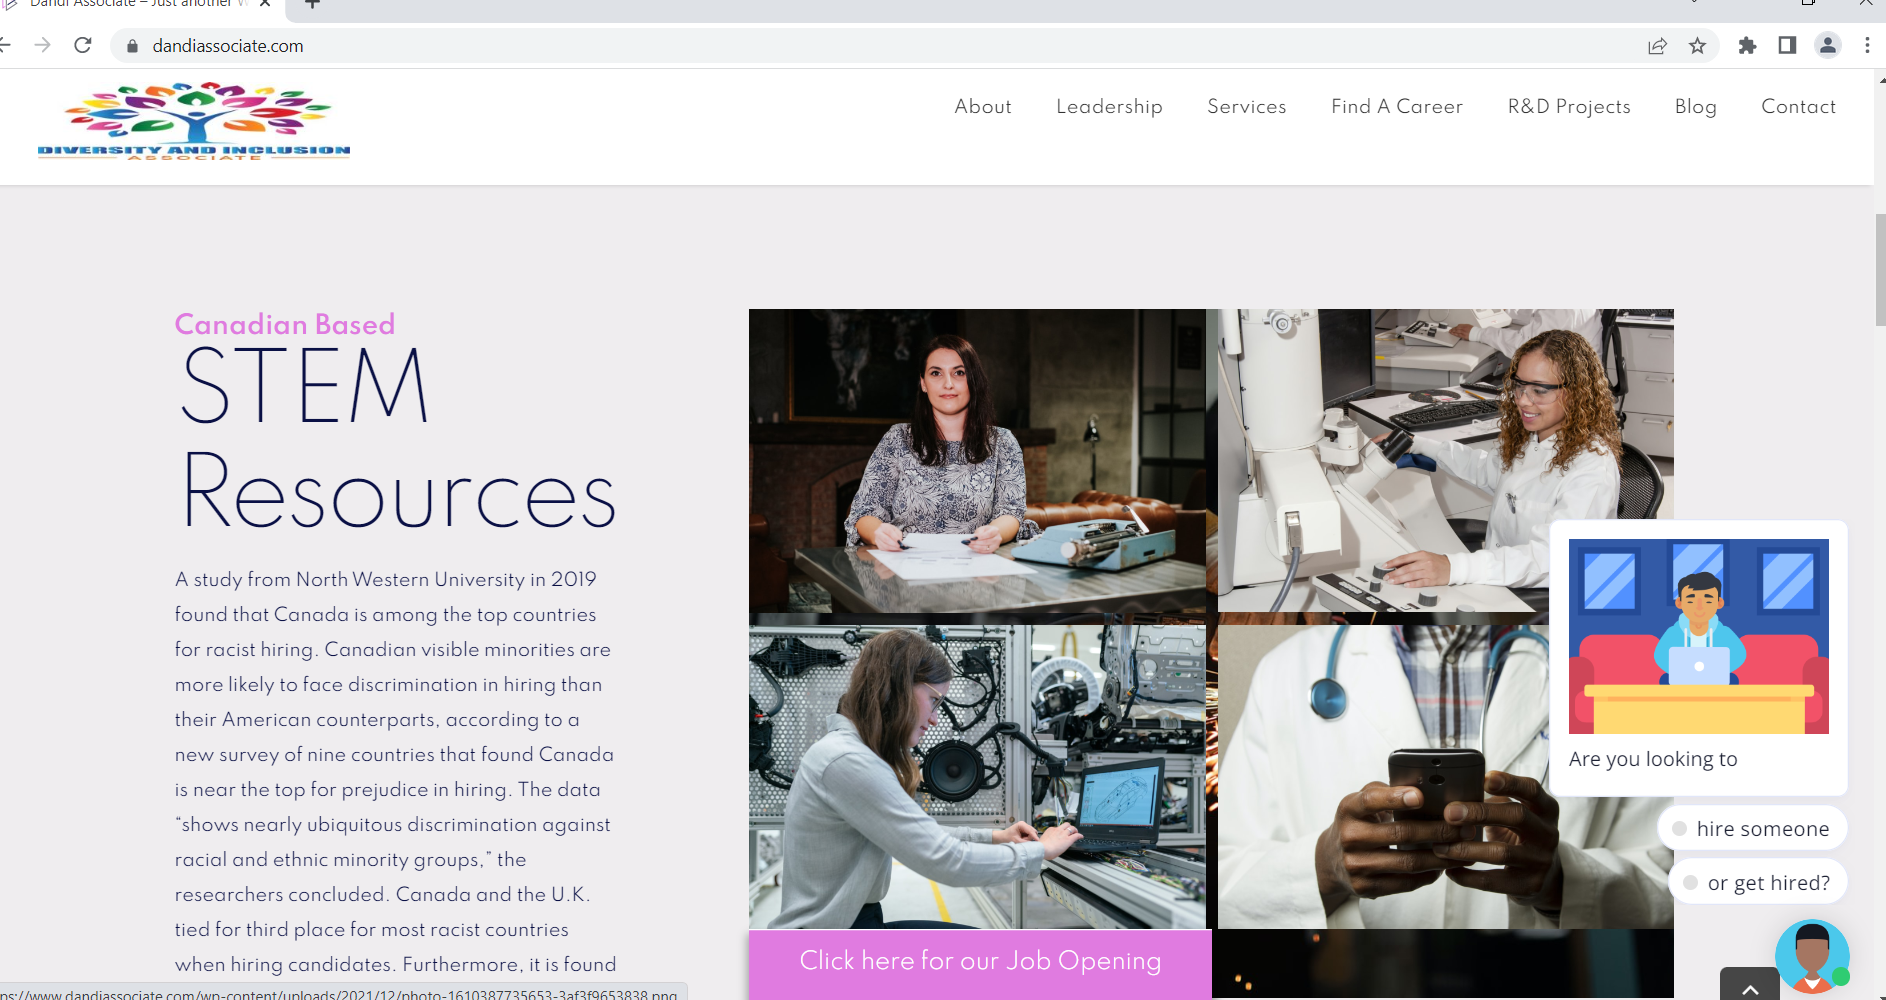 Dandi Associate – Just another W
dandiassociate.com
DIVERSITY AND INCLUSION
ASSOCIATE
About Leadership Services Find A Career R&D Projects Blog Contact
Canadian Based
STEM
Resources
A study from North Western University in 2019
found that Canada is among the top countries
for racist hiring. Canadian visible minorities are
more likely to face discrimination in hiring than
their American counterparts, according to a
new survey of nine countries that found Canada
is near the top for prejudice in hiring. The data
“shows nearly ubiquitous discrimination against
racial and ethnic minority groups,” the
researchers concluded. Canada and the U.K.
tied for third place for most racist countries
when hiring candidates. Furthermore, it is found
Click here for our Job Opening
Are you looking to
hire someone
or get hired?
ps://www.dandiassociate.com/wp-content/uploads/2021/12/photo-1610387735653-3af3f9653838.png